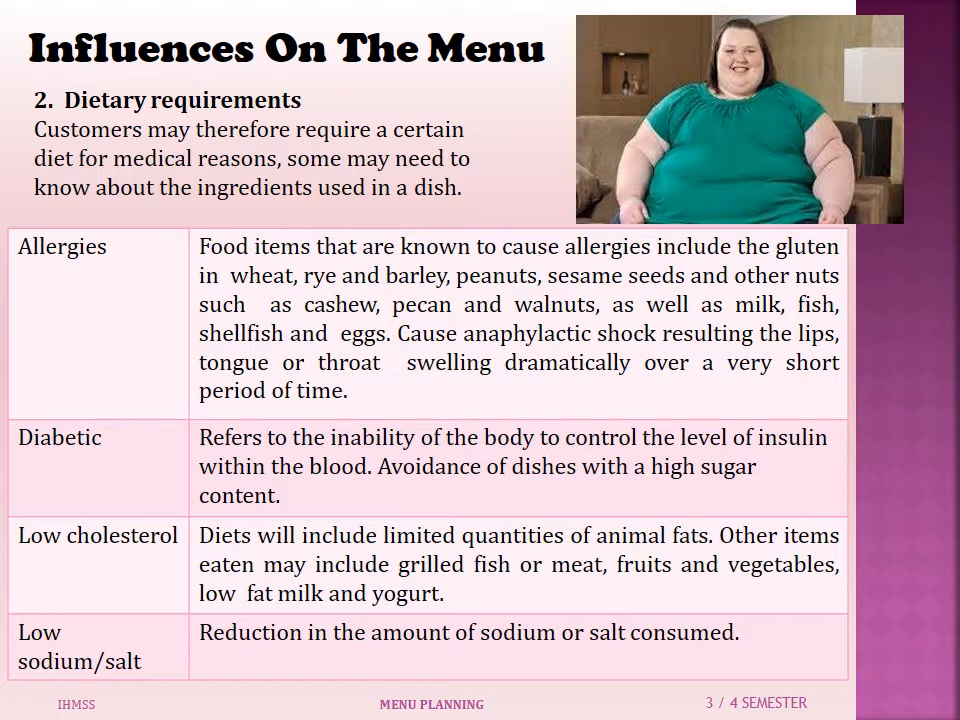 Influences On The Menu
2. Dietary requirements
Customers may therefore require a certain
diet for medical reasons, some may need to
know about the ingredients used in a dish.
Allergies
Food items that are known to cause allergies include the gluten
in wheat, rye and barley, peanuts, sesame seeds and other nuts
such as cashew, pecan and walnuts, as well as milk, fish,
shellfish and eggs. Cause anaphylactic shock resulting the lips,
tongue or throat swelling dramatically over a very short
period of time.
Diabetic
Refers to the inability of the body to control the level of insulin
within the blood. Avoidance of dishes with a high sugar
content.
Low cholesterol
Diets will include limited quantities of animal fats. Other items
eaten may include grilled fish or meat, fruits and vegetables,
low fat milk and yogurt.
Low
sodium/salt
Reduction in the amount of sodium or salt consumed.
IHMSS
MENU PLANNING
3 / 4 SEMESTER